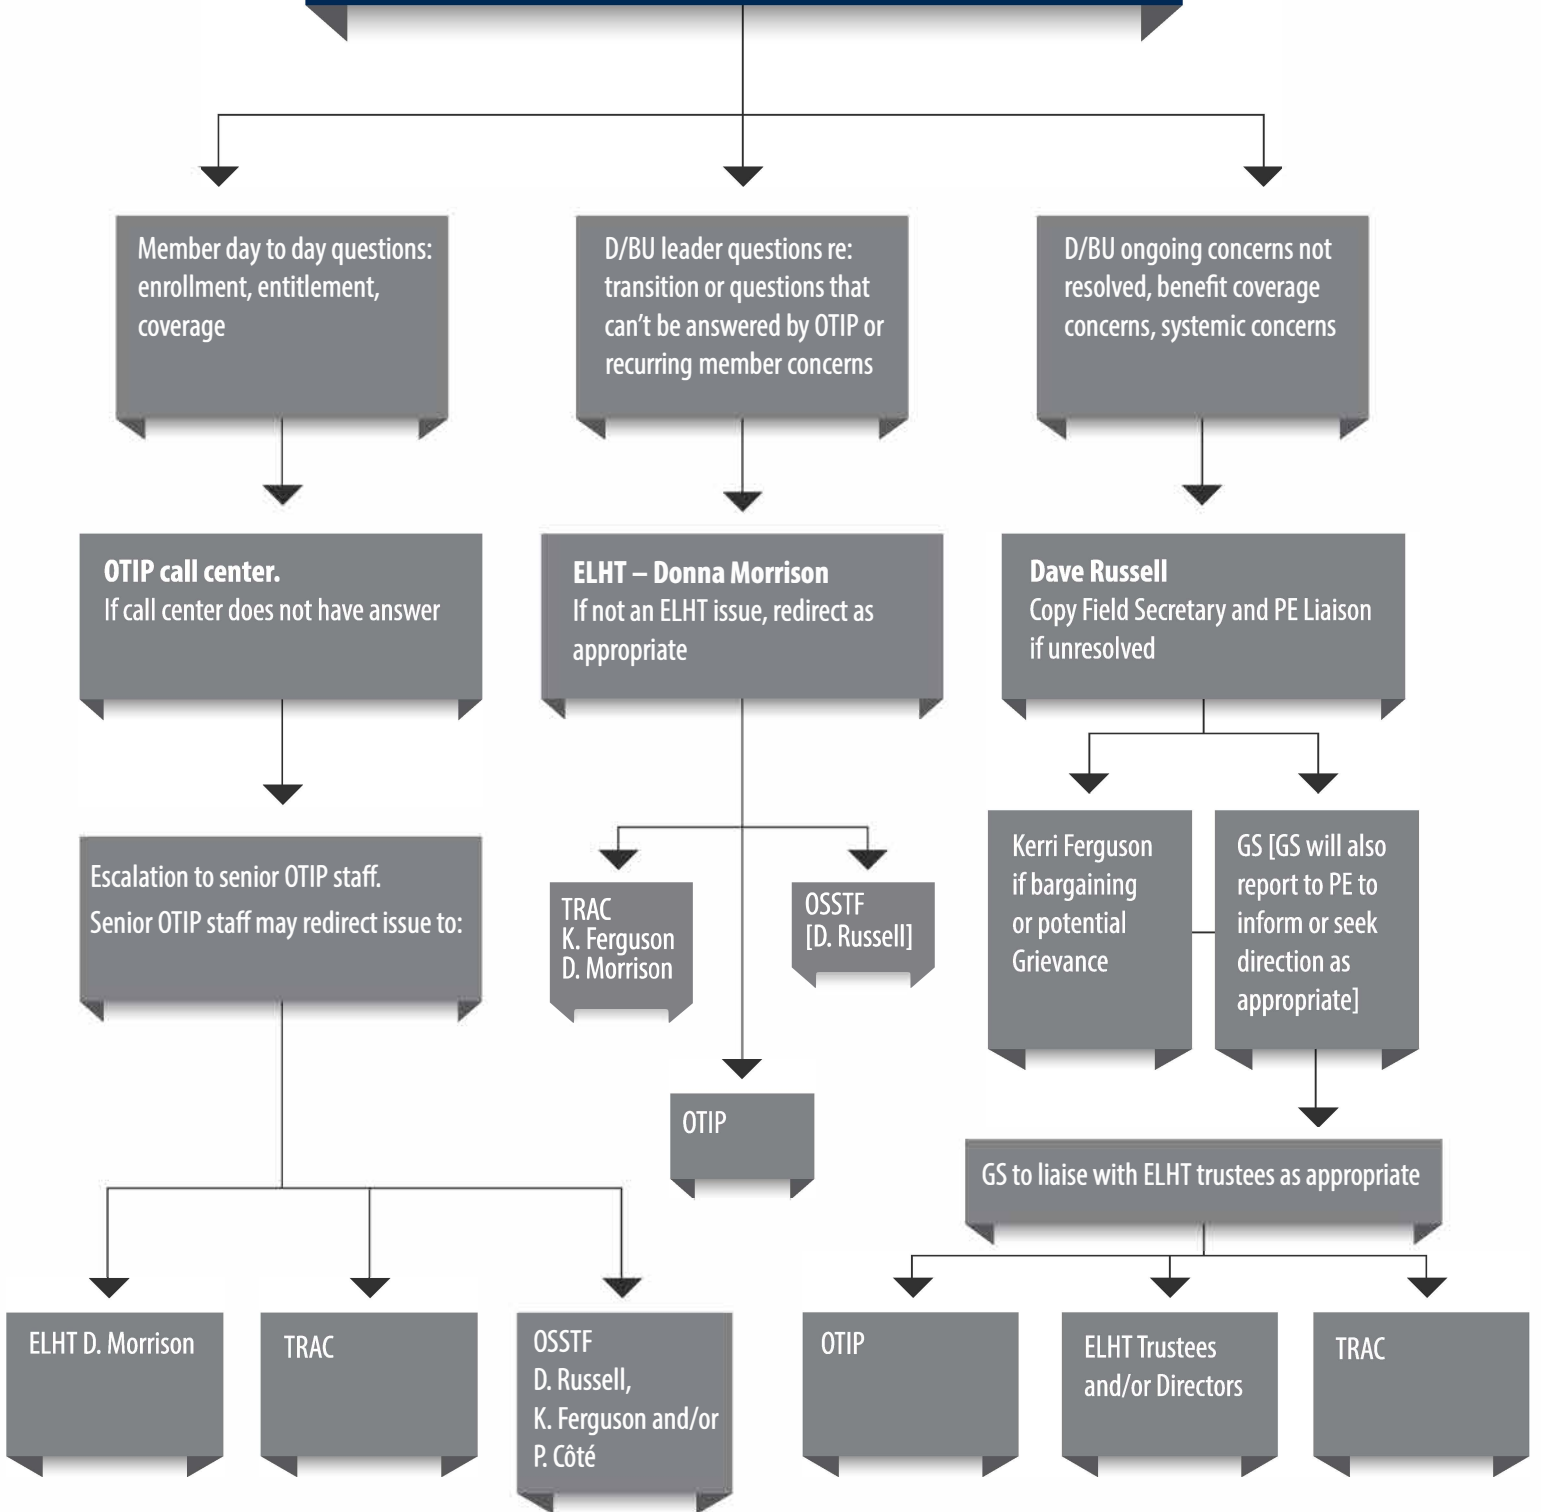 Member day to day questions:
enrollment, entitlement,
coverage
D/BU leader questions re:
transition or questions that
can't be answered by OTIP or
recurring member concerns
D/BU ongoing concerns not
resolved, benefit coverage
concerns, systemic concerns
OTIP call center.
If call center does not have answer
ELHT – Donna Morrison
If not an ELHT issue, redirect as
appropriate
Dave Russell
Copy Field Secretary and PE Liaison
if unresolved
Escalation to senior OTIP staff.
Senior OTIP staff may redirect issue to:
TRAC
K. Ferguson
D. Morrison
OSSTF
[D. Russell]
OTIP
Kerri Ferguson
if bargaining
or potential
Grievance
GS [GS will also
report to PE to
inform or seek
direction as
appropriate]
GS to liaise with ELHT trustees as appropriate
ELHT D. Morrison
TRAC
OSSTF
D. Russell,
K. Ferguson and/or
P. Côté
OTIP
ELHT Trustees
and/or Directors
TRAC